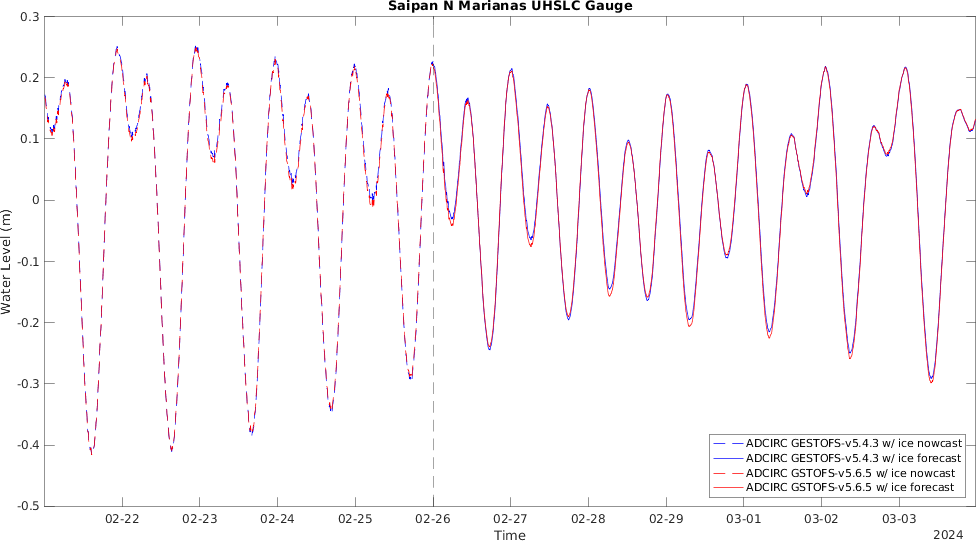 Saipan N Marianas UHSLC Gauge
0.3
0.2
0.1
0
-0.1
-0.2
-0.3
-0.4
-0.5
Water Level (m)
ADCIRC GESTOFS-v5.4.3 w/ ice nowcast
ADCIRC GESTOFS-v5.4.3 w/ ice forecast
ADCIRC GSTOFS-v5.6.5 w/ ice nowcast
ADCIRC GSTOFS-v5.6.5 w/ ice forecast
02-22 02-23 02-24 02-25 02-26 02-27 02-28 02-29 03-01 03-02 03-03
Time
2024